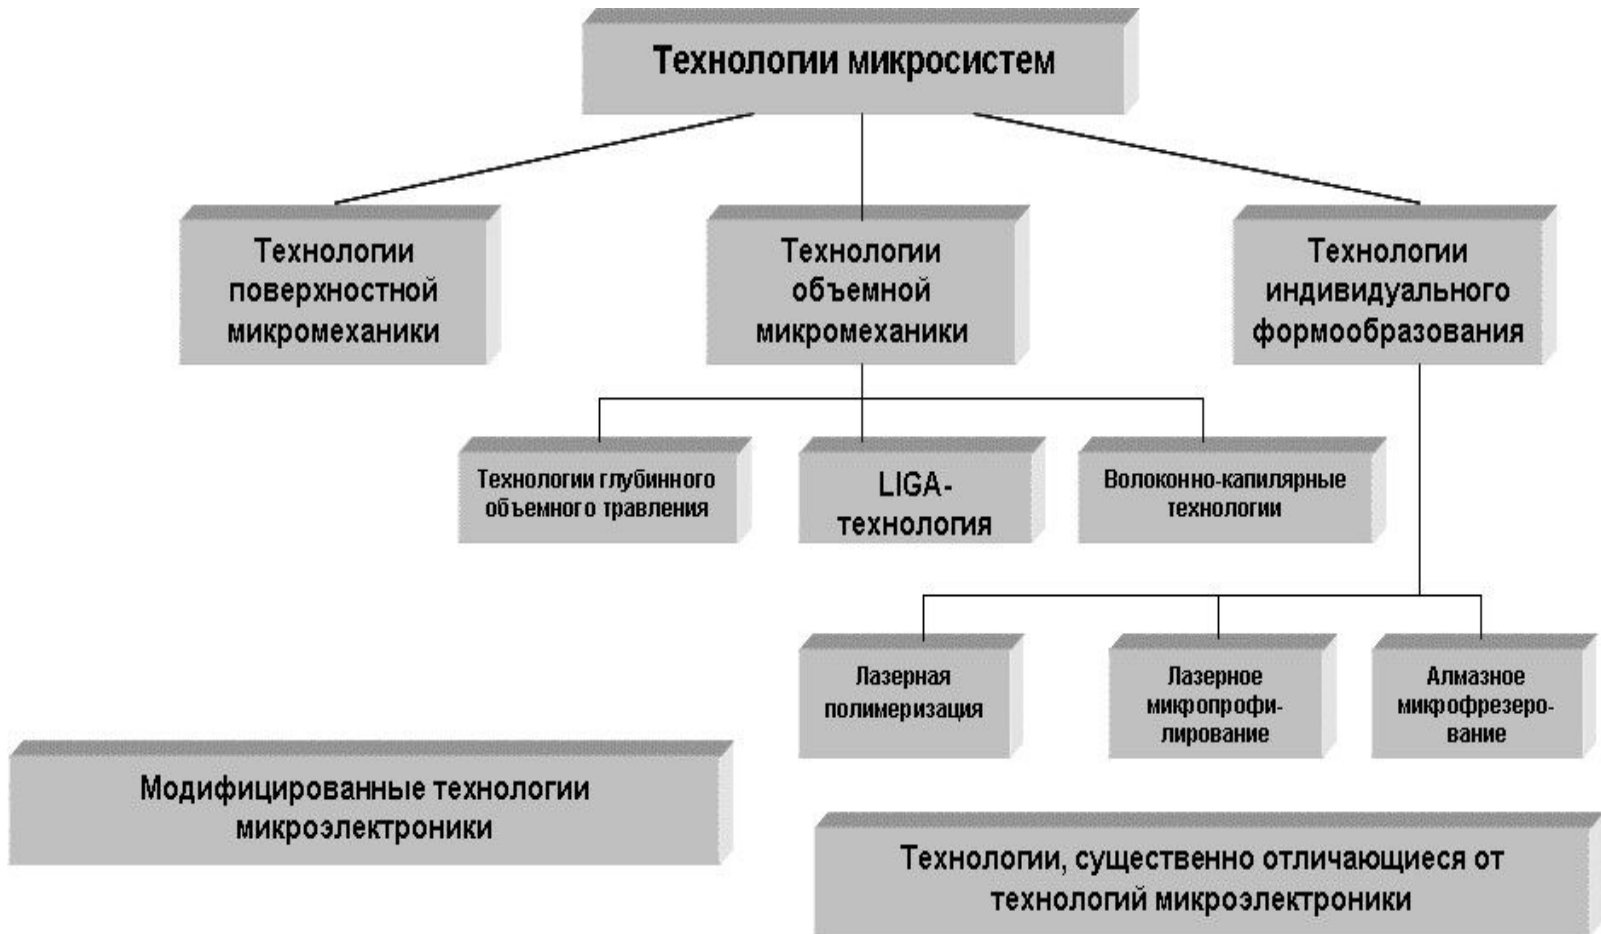 Технологии микросистем
Технологии
поверхностной
микромеханики
Технологии
объемной
микромеханики
Технологии
индивидуального
формообразования
Технологии глубинного
объемного травления
LIGA-
технология
Волоконно-капилярные
технологии
Лазерная
полимеризация
Лазерное
микропрофи-
лирование
Алмазное
микрофрезеро-
вание
Модифицированные технологии
микроэлектроники
Технологии, существенно отличающиеся от
технологий микроэлектроники